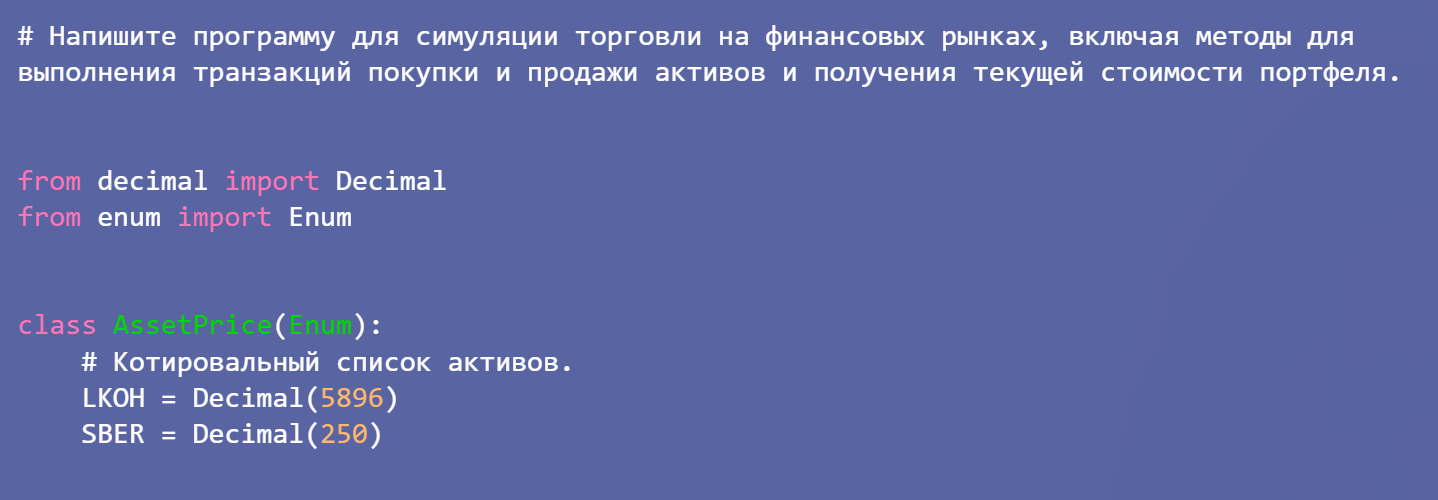 # Напишите программу для симуляции торговли на финансовых рынках, включая методы для
выполнения транзакций покупки и продажи активов и получения текущей стоимости портфеля.
from decimal import Decimal
from enum import Enum
class AssetPrice(Enum):
# Котировальный список активов.
LKOH = Decimal(5896)
SBER = Decimal(250)